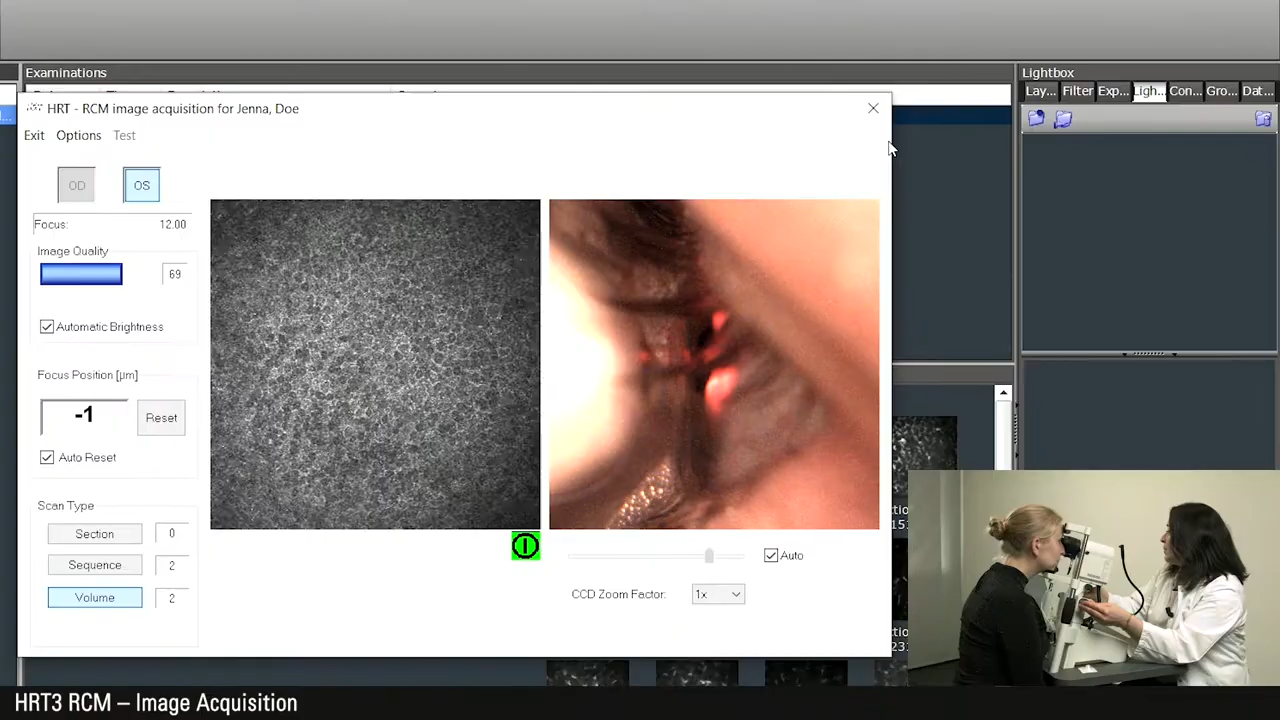 Examinations
Lightbox
HRT - RCM image acquisition for Jenna, Doe
Lay... Filter Exp... Ligh... Con... Gro... Dat...
Exit Options Test
OD OS
Focus: 12.00
Image Quality
69
Automatic Brightness
Focus Position [µm]
-1 Reset
Auto Reset
Scan Type
Section 0
Sequence 2
Volume 2
Auto
CCD Zoom Factor: 1x
HRT3 RCM – Image Acquisition